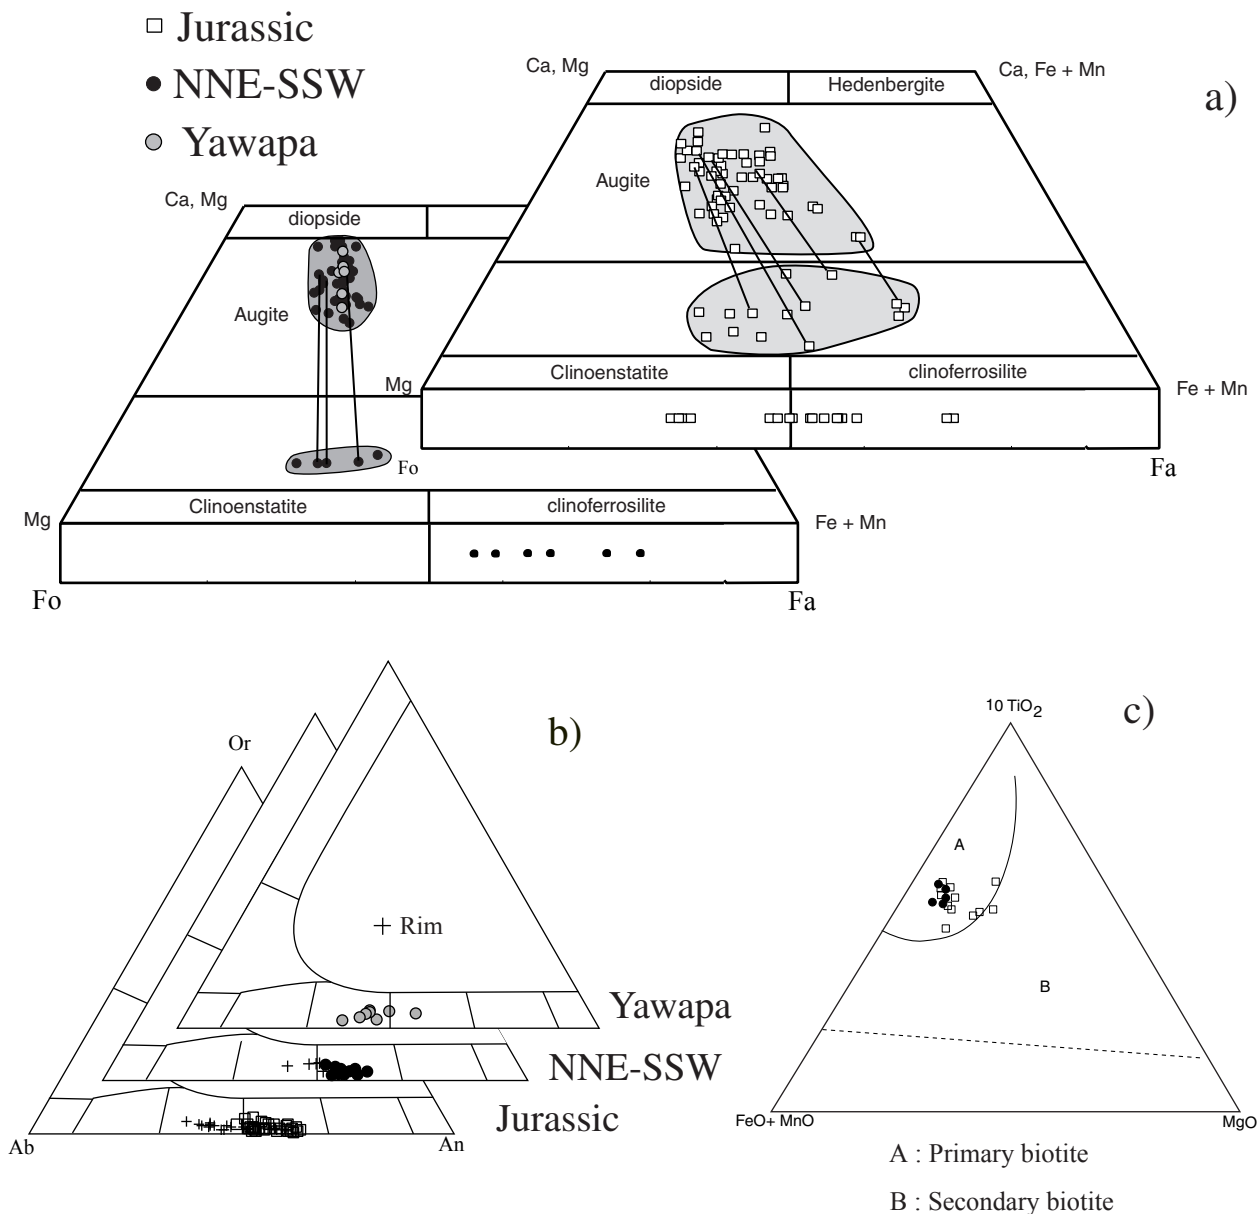 Jurassic
NNE-SSW
Yawapa
a)
Ca, Mg
Ca, Fe + Mn
diopside
Hedenbergite
Augite
Clinoenstatite
clinoferrosilite
Mg
Fe + Mn
Fa
Ca, Mg
diopside
Augite
Fo
Clinoenstatite
clinoferrosilite
Mg
Fe + Mn
Fo
Fa
b)
Or
Rim
Yawapa
NNE-SSW
Jurassic
Ab
An
c)
10 TiO₂
A
B
FeO+ MnO
MgO
A : Primary biotite
B : Secondary biotite